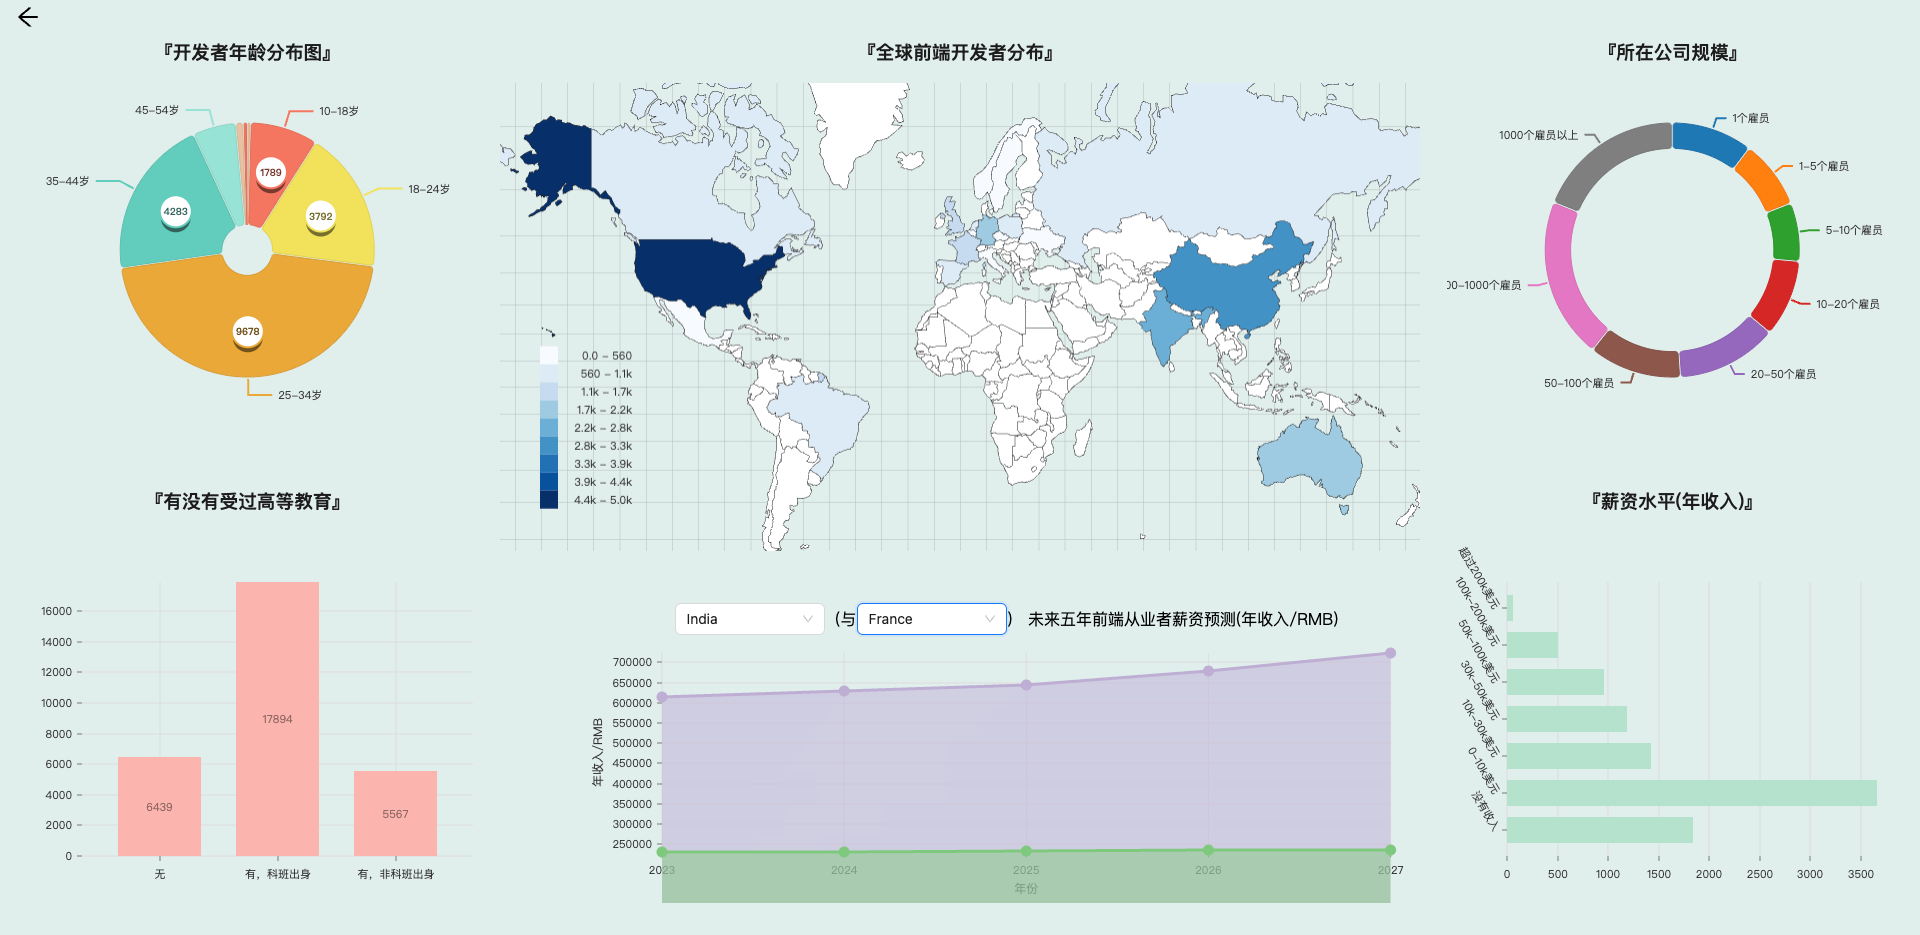 『开发者年龄分布图』
45-54岁
10-18岁
35-44岁
18-24岁
1789
4283
3792
9678
25-34岁
『全球前端开发者分布』
0.0 – 560
560 – 1.1k
1.1k – 1.7k
1.7k – 2.2k
2.2k – 2.8k
2.8k – 3.3k
3.3k – 3.9k
3.9k – 4.4k
4.4k – 5.0k
『所在公司规模』
1个雇员
1000个雇员以上
1-5个雇员
5-10个雇员
00-1000个雇员
10-20个雇员
20-50个雇员
50-100个雇员
『有没有受过高等教育』
16000
14000
12000
10000
8000
6000
4000
2000
0
6439
17894
5567
无
有，科班出身
有，非科班出身
India
(与
France
)
未来五年前端从业者薪资预测(年收入/RMB)
700000
650000
600000
550000
500000
450000
400000
350000
300000
250000
年收入/RMB
2023
2024
2025
2026
2027
年份
『薪资水平(年收入)』
超过200k美元
100k-200k美元
50k-100k美元
30k-50k美元
10k-30k美元
0-10k美元
没有收入
0
500
1000
1500
2000
2500
3000
3500